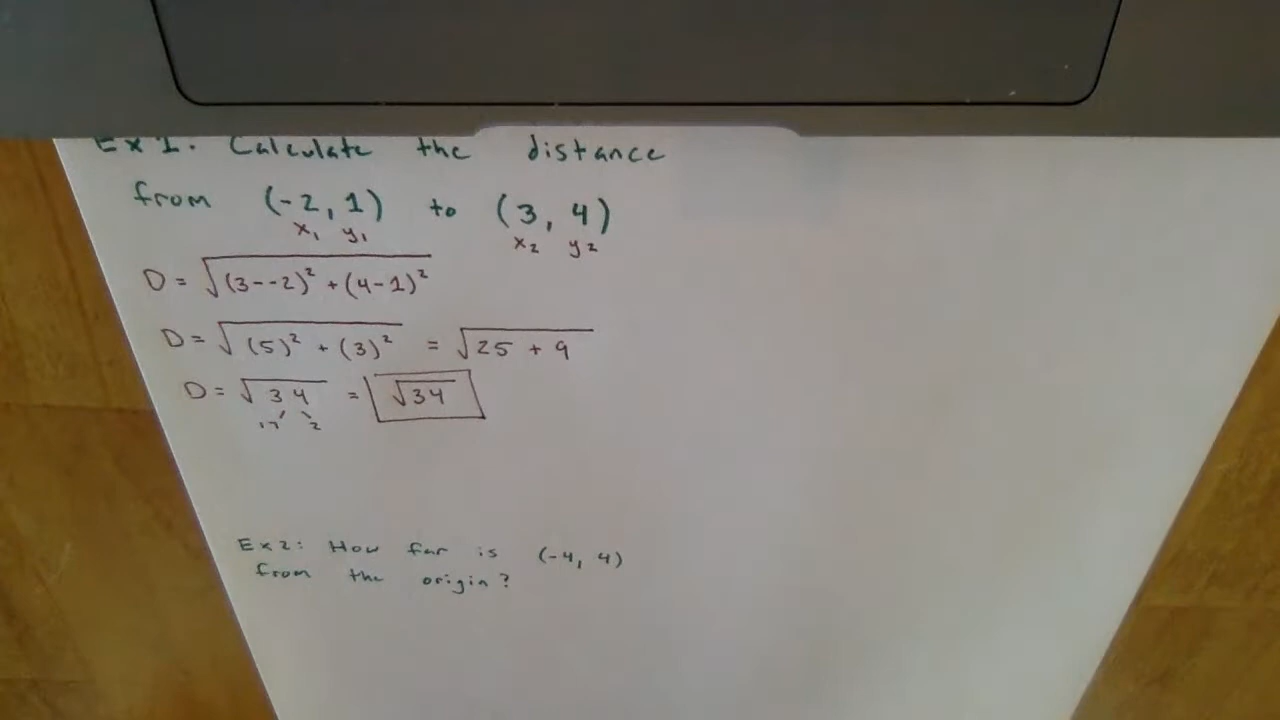 Ex 1. Calculate the distance
from (-2, 1) to (3, 4)
x₁ y₁ x₂ y₂
D = √(3--2)² + (4-1)²
D = √(5)² + (3)² = √25 + 9
D = √34 = √34
17 2
Ex2: How far is (-4, 4)
from the origin?